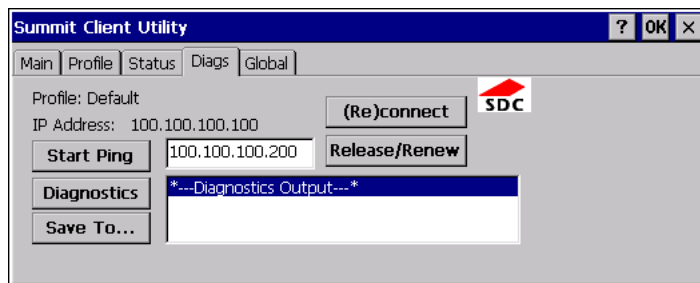 Summit Client Utility ? OK ×
Main Profile Status Diags Global
Profile: Default
(Re)connect
SDC
IP Address: 100.100.100.100
Start Ping 100.100.100.200 Release/Renew
Diagnostics *---Diagnostics Output---*
Save To...